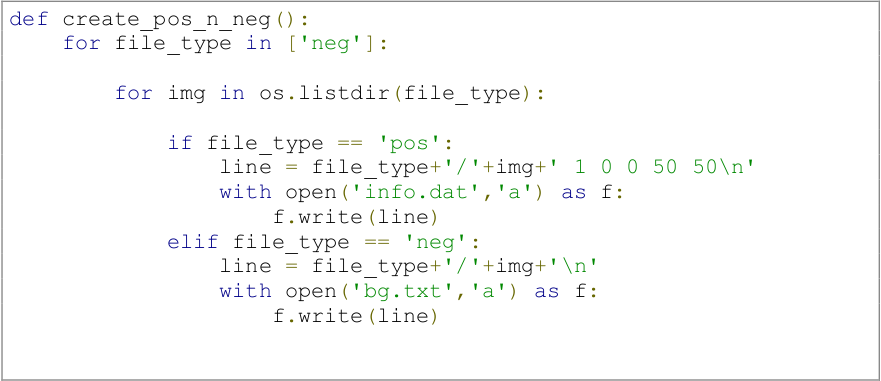 def create_pos_n_neg():
    for file_type in ['neg']:

        for img in os.listdir(file_type):

            if file_type == 'pos':
                line = file_type+'/'+img+' 1 0 0 50 50\n'
                with open('info.dat','a') as f:
                    f.write(line)
            elif file_type == 'neg':
                line = file_type+'/'+img+'\n'
                with open('bg.txt','a') as f:
                    f.write(line)